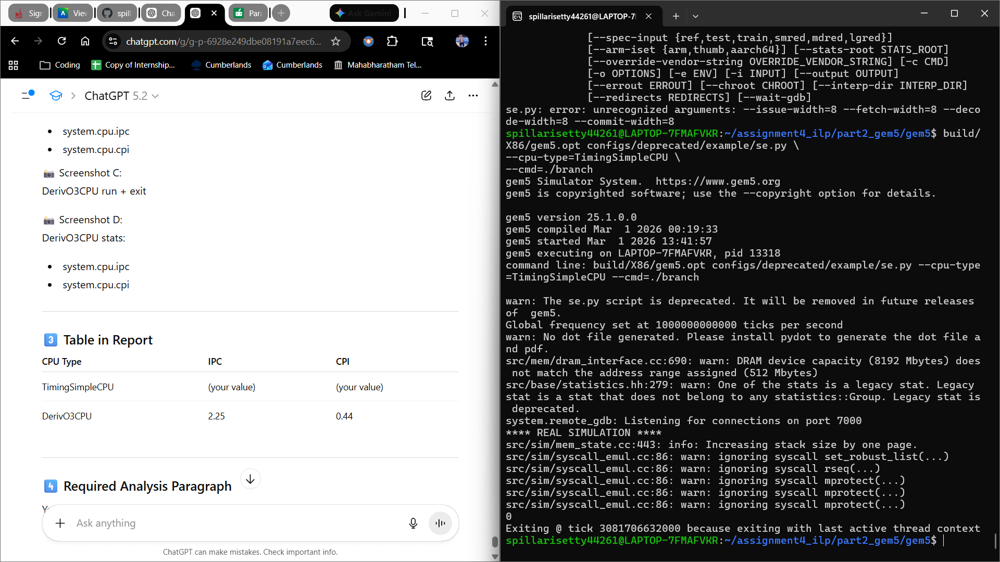 Sign
View
spill
Cha
Para
Ask Gemini
chatgpt.com/g/g-p-6928e249dbe08191a7eec6...
Coding
Copy of Internship...
Cumberlands
Cumberlands
Mahabharatham Tel...
ChatGPT 5.2
• system.cpu.ipc
• system.cpu.cpi
📷 Screenshot C:
DerivO3CPU run + exit
📷 Screenshot D:
DerivO3CPU stats:
• system.cpu.ipc
• system.cpu.cpi
3 Table in Report
CPU Type IPC CPI
TimingSimpleCPU (your value) (your value)
DerivO3CPU 2.25 0.44
4 Required Analysis Paragraph
Ask anything
ChatGPT can make mistakes. Check important info.
spillarisetty44261@LAPTOP-7
[--spec-input {ref,test,train,smred,mdred,lgred}]
[--arm-iset {arm,thumb,aarch64}] [--stats-root STATS_ROOT]
[--override-vendor-string OVERRIDE_VENDOR_STRING] [-c CMD]
[-o OPTIONS] [-e ENV] [-i INPUT] [--output OUTPUT]
[--errout ERROUT] [--chroot CHROOT] [--interp-dir INTERP_DIR]
[--redirects REDIRECTS] [--wait-gdb]
se.py: error: unrecognized arguments: --issue-width=8 --fetch-width=8 --deco
de-width=8 --commit-width=8
spillarisetty44261@LAPTOP-7FMAFVKR:~/assignment4_ilp/part2_gem5/gem5$ build/
X86/gem5.opt configs/deprecated/example/se.py \
--cpu-type=TimingSimpleCPU \
--cmd=./branch
gem5 Simulator System.  https://www.gem5.org
gem5 is copyrighted software; use the --copyright option for details.
gem5 version 25.1.0.0
gem5 compiled Mar  1 2026 00:19:33
gem5 started Mar  1 2026 13:41:57
gem5 executing on LAPTOP-7FMAFVKR, pid 13318
command line: build/X86/gem5.opt configs/deprecated/example/se.py --cpu-type
=TimingSimpleCPU --cmd=./branch
warn: The se.py script is deprecated. It will be removed in future releases
of  gem5.
Global frequency set at 1000000000000 ticks per second
warn: No dot file generated. Please install pydot to generate the dot file a
nd pdf.
src/mem/dram_interface.cc:690: warn: DRAM device capacity (8192 Mbytes) does
not match the address range assigned (512 Mbytes)
src/base/statistics.hh:279: warn: One of the stats is a legacy stat. Legacy
stat is a stat that does not belong to any statistics::Group. Legacy stat is
deprecated.
system.remote_gdb: Listening for connections on port 7000
**** REAL SIMULATION ****
src/sim/mem_state.cc:443: info: Increasing stack size by one page.
src/sim/syscall_emul.cc:86: warn: ignoring syscall set_robust_list(...)
src/sim/syscall_emul.cc:86: warn: ignoring syscall rseq(...)
src/sim/syscall_emul.cc:86: warn: ignoring syscall mprotect(...)
src/sim/syscall_emul.cc:86: warn: ignoring syscall mprotect(...)
src/sim/syscall_emul.cc:86: warn: ignoring syscall mprotect(...)
0
Exiting @ tick 3081706632000 because exiting with last active thread context
spillarisetty44261@LAPTOP-7FMAFVKR:~/assignment4_ilp/part2_gem5/gem5$